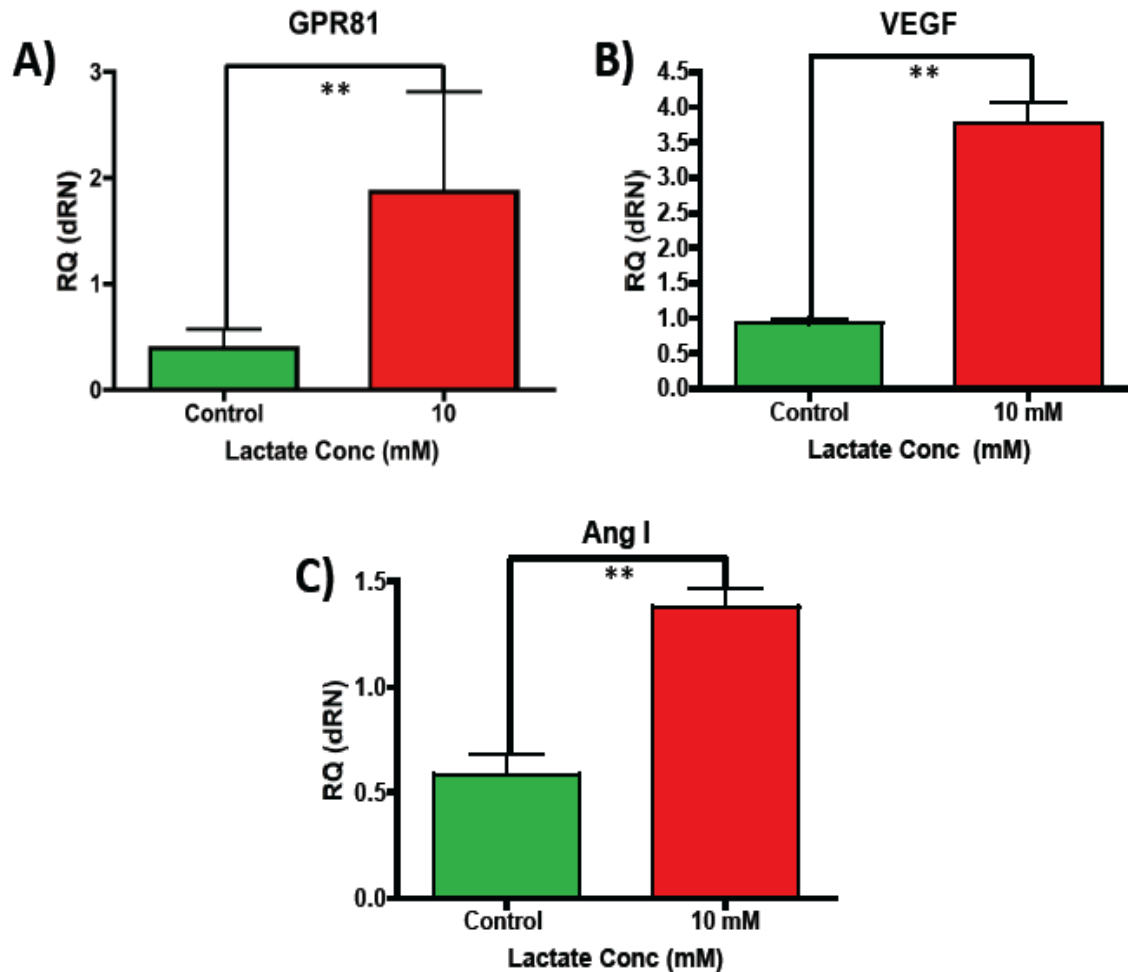 GPR81
A)
3
2
1
0
RQ (dRN)
**
Control 10
Lactate Conc (mM)
VEGF
B)
4.5
4.0
3.5
3.0
2.5
2.0
1.5
1.0
0.5
0.0
RQ (dRN)
**
Control 10 mM
Lactate Conc (mM)
Ang I
C)
1.5
1.0
0.5
0.0
RQ (dRN)
**
Control 10 mM
Lactate Conc (mM)